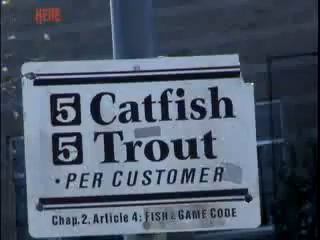 HERE
5 Catfish
5 Trout
• PER CUSTOMER
Chap. 2, Article 4: FISH & GAME CODE